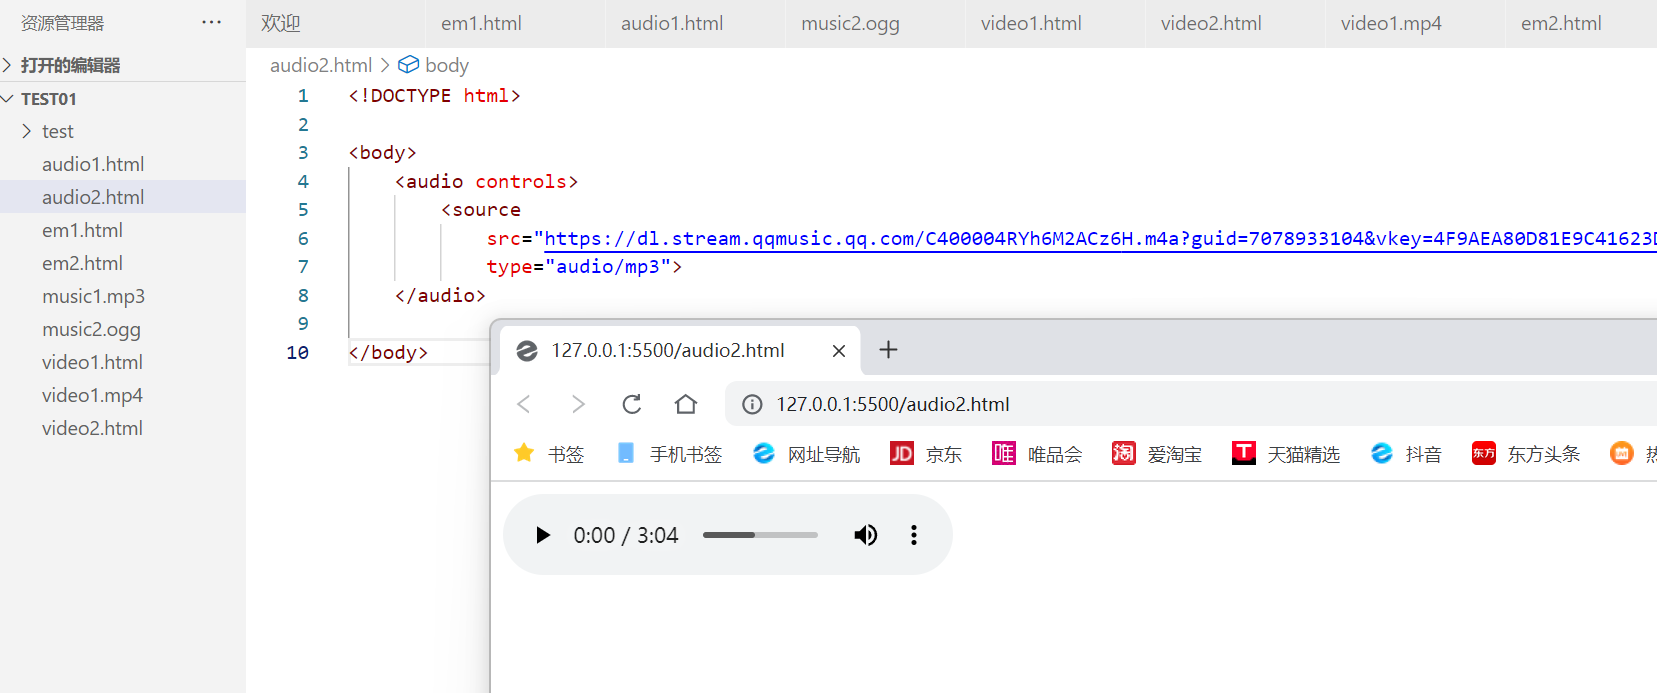 资源管理器 ···
打开的编辑器
TEST01
test
audio1.html
audio2.html
em1.html
em2.html
music1.mp3
music2.ogg
video1.html
video1.mp4
video2.html
欢迎 em1.html audio1.html music2.ogg video1.html video2.html video1.mp4 em2.html
audio2.html > body
1 <!DOCTYPE html>
2
3 <body>
4 <audio controls>
5 <source
6 src="https://dl.stream.qqmusic.qq.com/C400004RYh6M2ACz6H.m4a?guid=7078933104&vkey=4F9AEA80D81E9C41623D
7 type="audio/mp3">
8 </audio>
9
10 </body>
127.0.0.1:5500/audio2.html
127.0.0.1:5500/audio2.html
书签 手机书签 网址导航 JD 京东 唯 唯品会 淘 爱淘宝 T 天猫精选 抖音 东方 东方头条
0:00 / 3:04